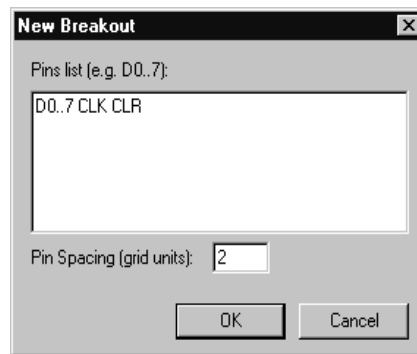 New Breakout
Pins list (e.g. D0..7):
D0..7 CLK CLR
Pin Spacing (grid units): 2
OK Cancel